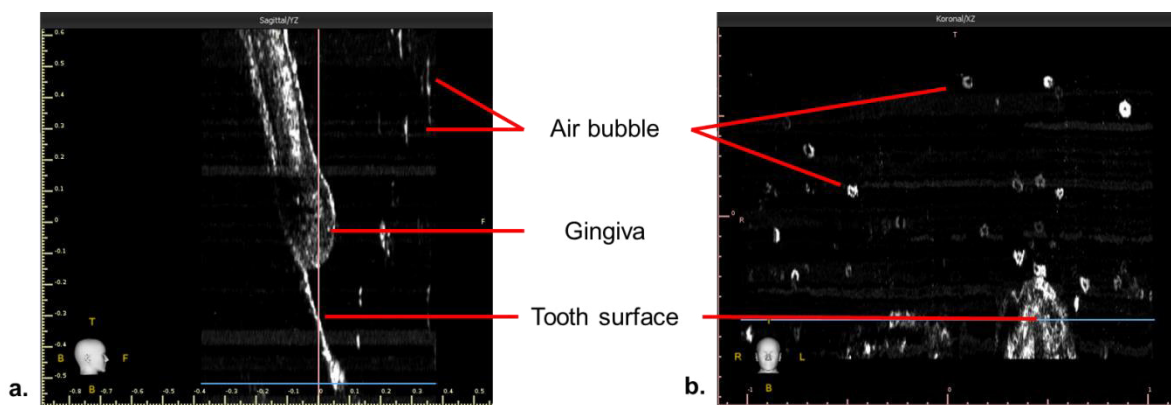 Sagittal/YZ
0.6
0.5
0.4
0.3
0.2
0.1
0
-0.1
-0.2
-0.3
-0.4
-0.5
F
T
B F
B
-0.8 -0.7 -0.6 -0.5 -0.4 -0.3 -0.2 -0.1 0 0.1 0.2 0.3 0.4 0.5
a.
Air bubble
Gingiva
Tooth surface
Koronal/XZ
T
0
R
R L
B
-1 0 1
b.